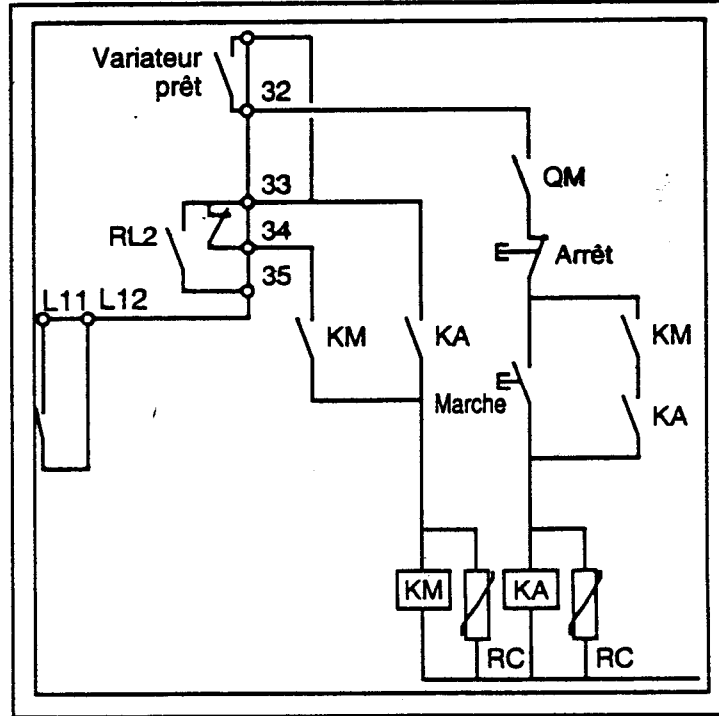 Variateur
prêt
32
QM
33
RL2
34
Arrêt
35
L11 L12
KM
KA
KM
Marche
KA
KM
KA
RC
RC